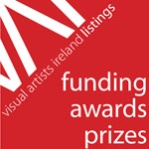 visual artists ireland listings
funding
awards
prizes